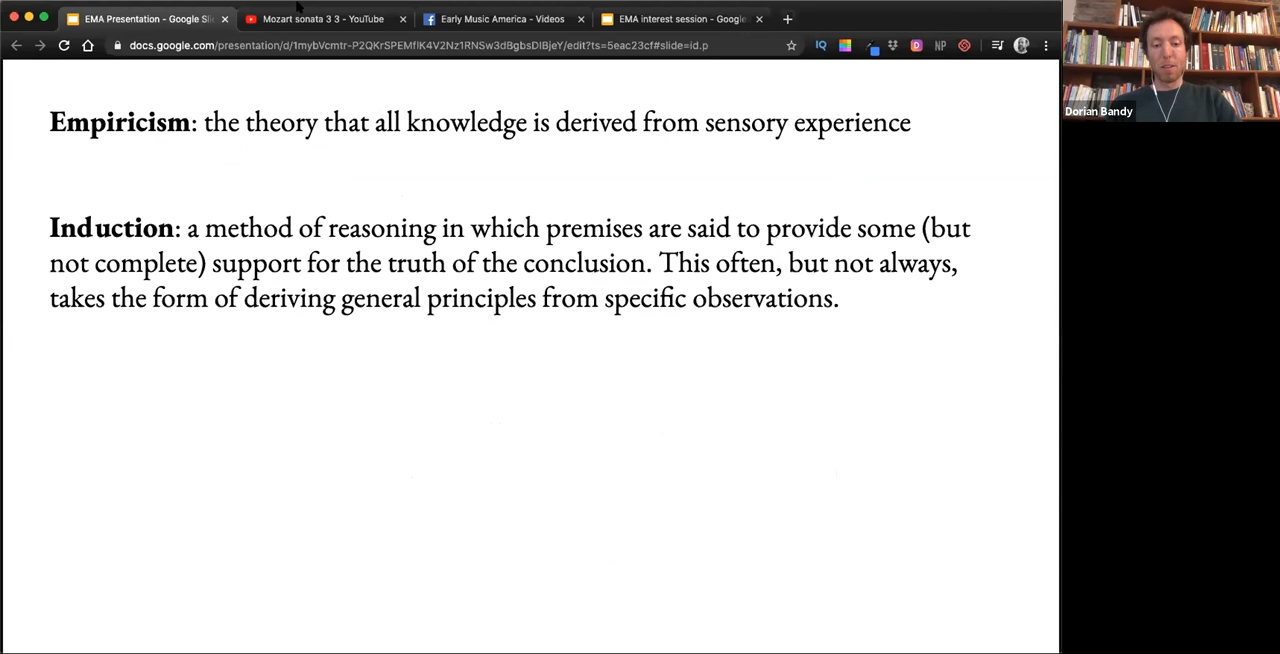 EMA Presentation - Google Sli
Mozart sonata 3 3 - YouTube
Early Music America - Videos
EMA interest session - Google
docs.google.com/presentation/d/1mybVcmtr-P2QKrSPEMfIK4V2Nz1RNSw3dBgbsDIBjeY/edit?ts=5eac23cf#slide=id.p
IQ
D
NP
Dorian Bandy
Empiricism: the theory that all knowledge is derived from sensory experience
Induction: a method of reasoning in which premises are said to provide some (but
not complete) support for the truth of the conclusion. This often, but not always,
takes the form of deriving general principles from specific observations.